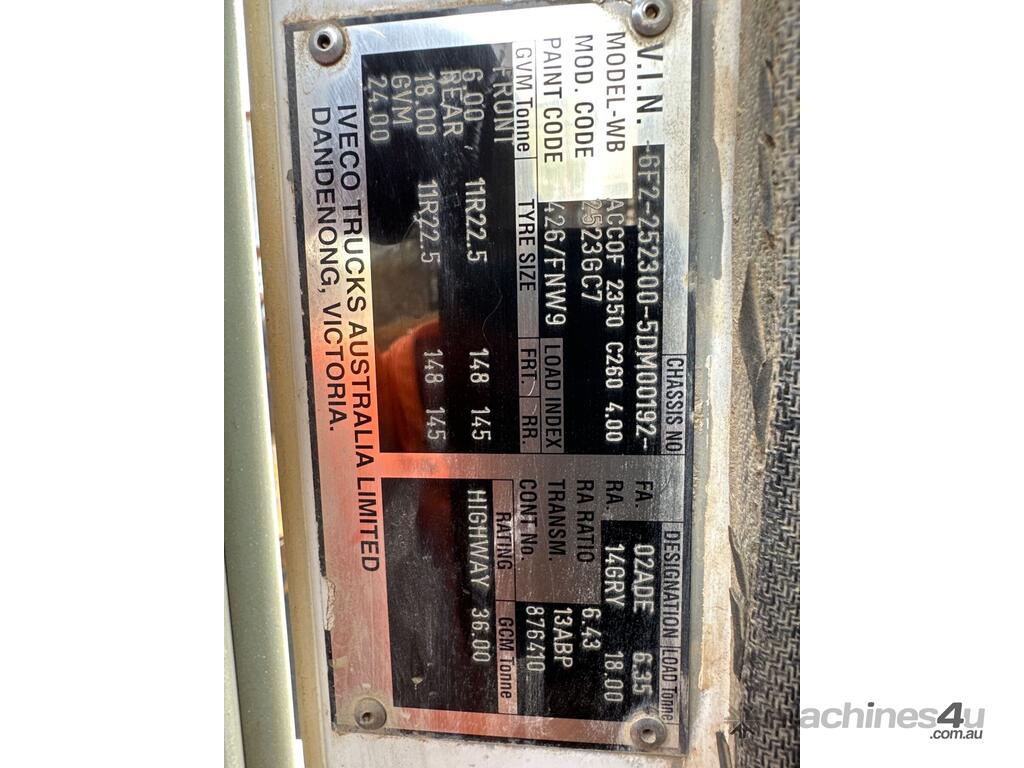 CHASSIS NO
V.I.N. -6F2-252300-5DM00192-
MODEL-WB ACCOF 2350 C260 4.00
MOD. CODE 2523GC7
PAINT CODE 426/FNW9
GVM Tonne TYRE SIZE LOAD INDEX
FRT. RR.
FRONT
6.00 11R22.5 148 145
REAR
18.00 11R22.5 148 145
GVM
24.00
DESIGNATION LOAD Tonne
FA. 02ADE 6.35
RA. 14GRY 18.00
RA RATIO 6.43
TRANSM. 13ABP
CONT No. 876410
RATING GCM Tonne
HIGHWAY 36.00
IVECO TRUCKS AUSTRALIA LIMITED
DANDENONG, VICTORIA.
machines4u
.com.au